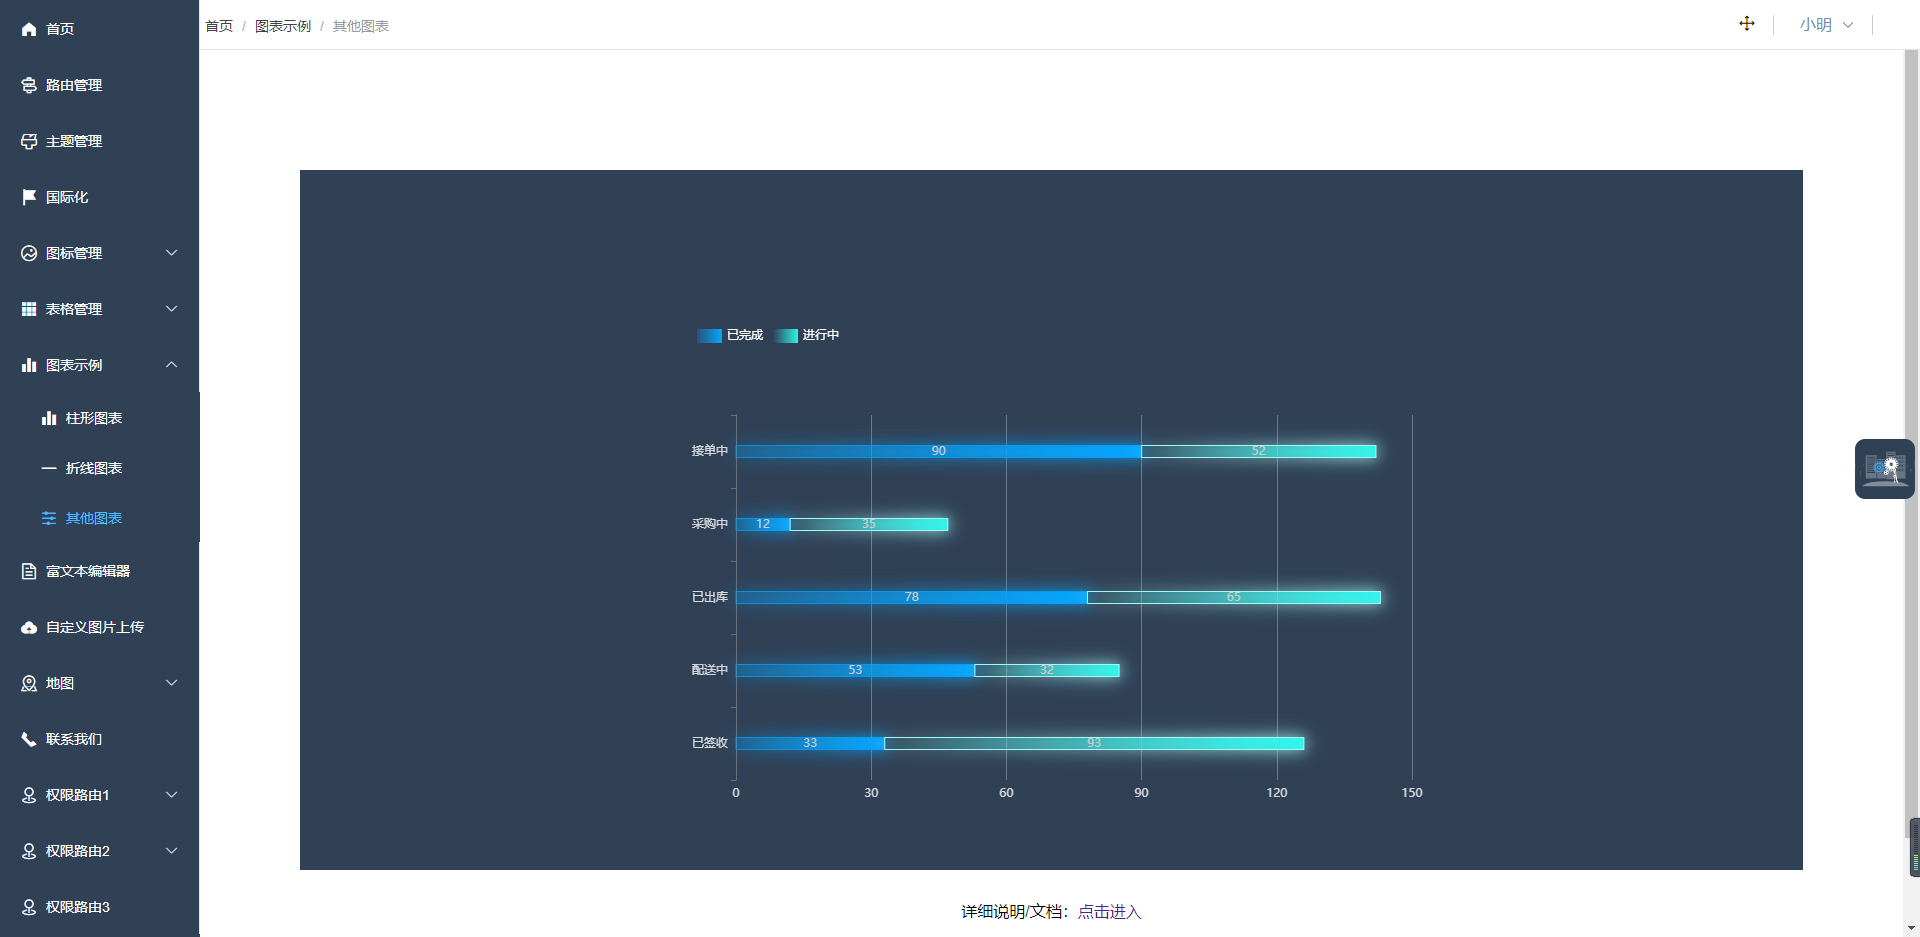 首页
路由管理
主题管理
国际化
图标管理
表格管理
图表示例
柱形图表
折线图表
其他图表
富文本编辑器
自定义图片上传
地图
联系我们
权限路由1
权限路由2
权限路由3
首页 / 图表示例 / 其他图表
小明
已完成 进行中
接单中 90 52
采购中 12 35
已出库 78 65
配送中 53 32
已签收 33 93
0 30 60 90 120 150
详细说明/文档：点击进入